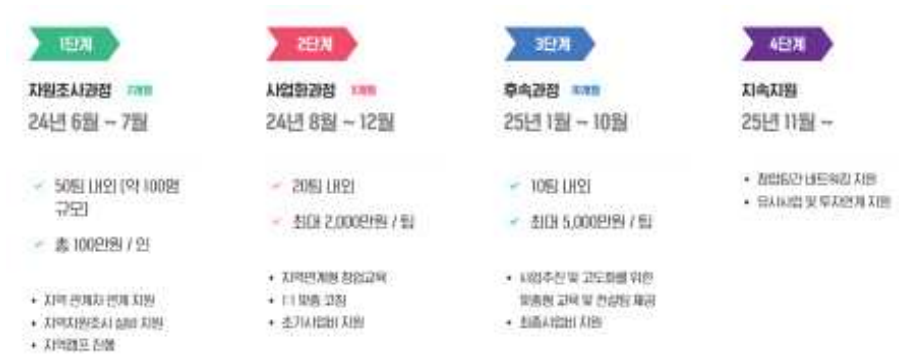 1단계
자원조사과정
24년 6월 ~ 7월
50팀 내외 (약 100명
규모)
총 100만원 / 인
지역 관계자 연계 지원
지역자원조사 실비 지원
지역캠프 진행
2단계
사업화과정
24년 8월 ~ 12월
20팀 내외
최대 2,000만원 / 팀
지역연계형 창업교육
1:1 맞춤 코칭
초기사업비 지원
3단계
후속과정
25년 1월 ~ 10월
10팀 내외
최대 5,000만원 / 팀
사업추진 및 고도화를 위한
맞춤형 교육 및 컨설팅 제공
최종사업비 지원
4단계
지속지원
25년 11월 ~
창업팀간 네트워킹 지원
유사사업 및 투자연계 지원